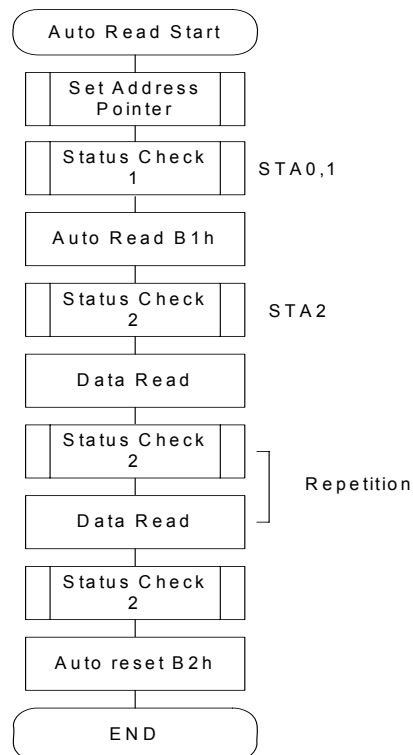 Auto Read Start
Set Address
Pointer
Status Check
1
STA0,1
Auto Read B1h
Status Check
2
STA2
Data Read
Status Check
2
Repetition
Data Read
Status Check
2
Auto reset B2h
END